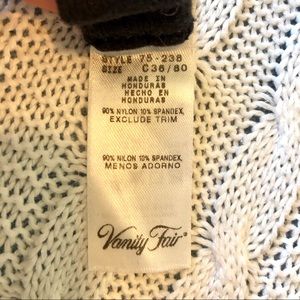 STYLE 75-238
SIZE C36/80
MADE IN
HONDURAS
HECHO EN
HONDURAS
90% NYLON 10% SPANDEX,
EXCLUDE TRIM
90% NILON 10% SPANDEX,
MENOS ADORNO
Vanity Fair®